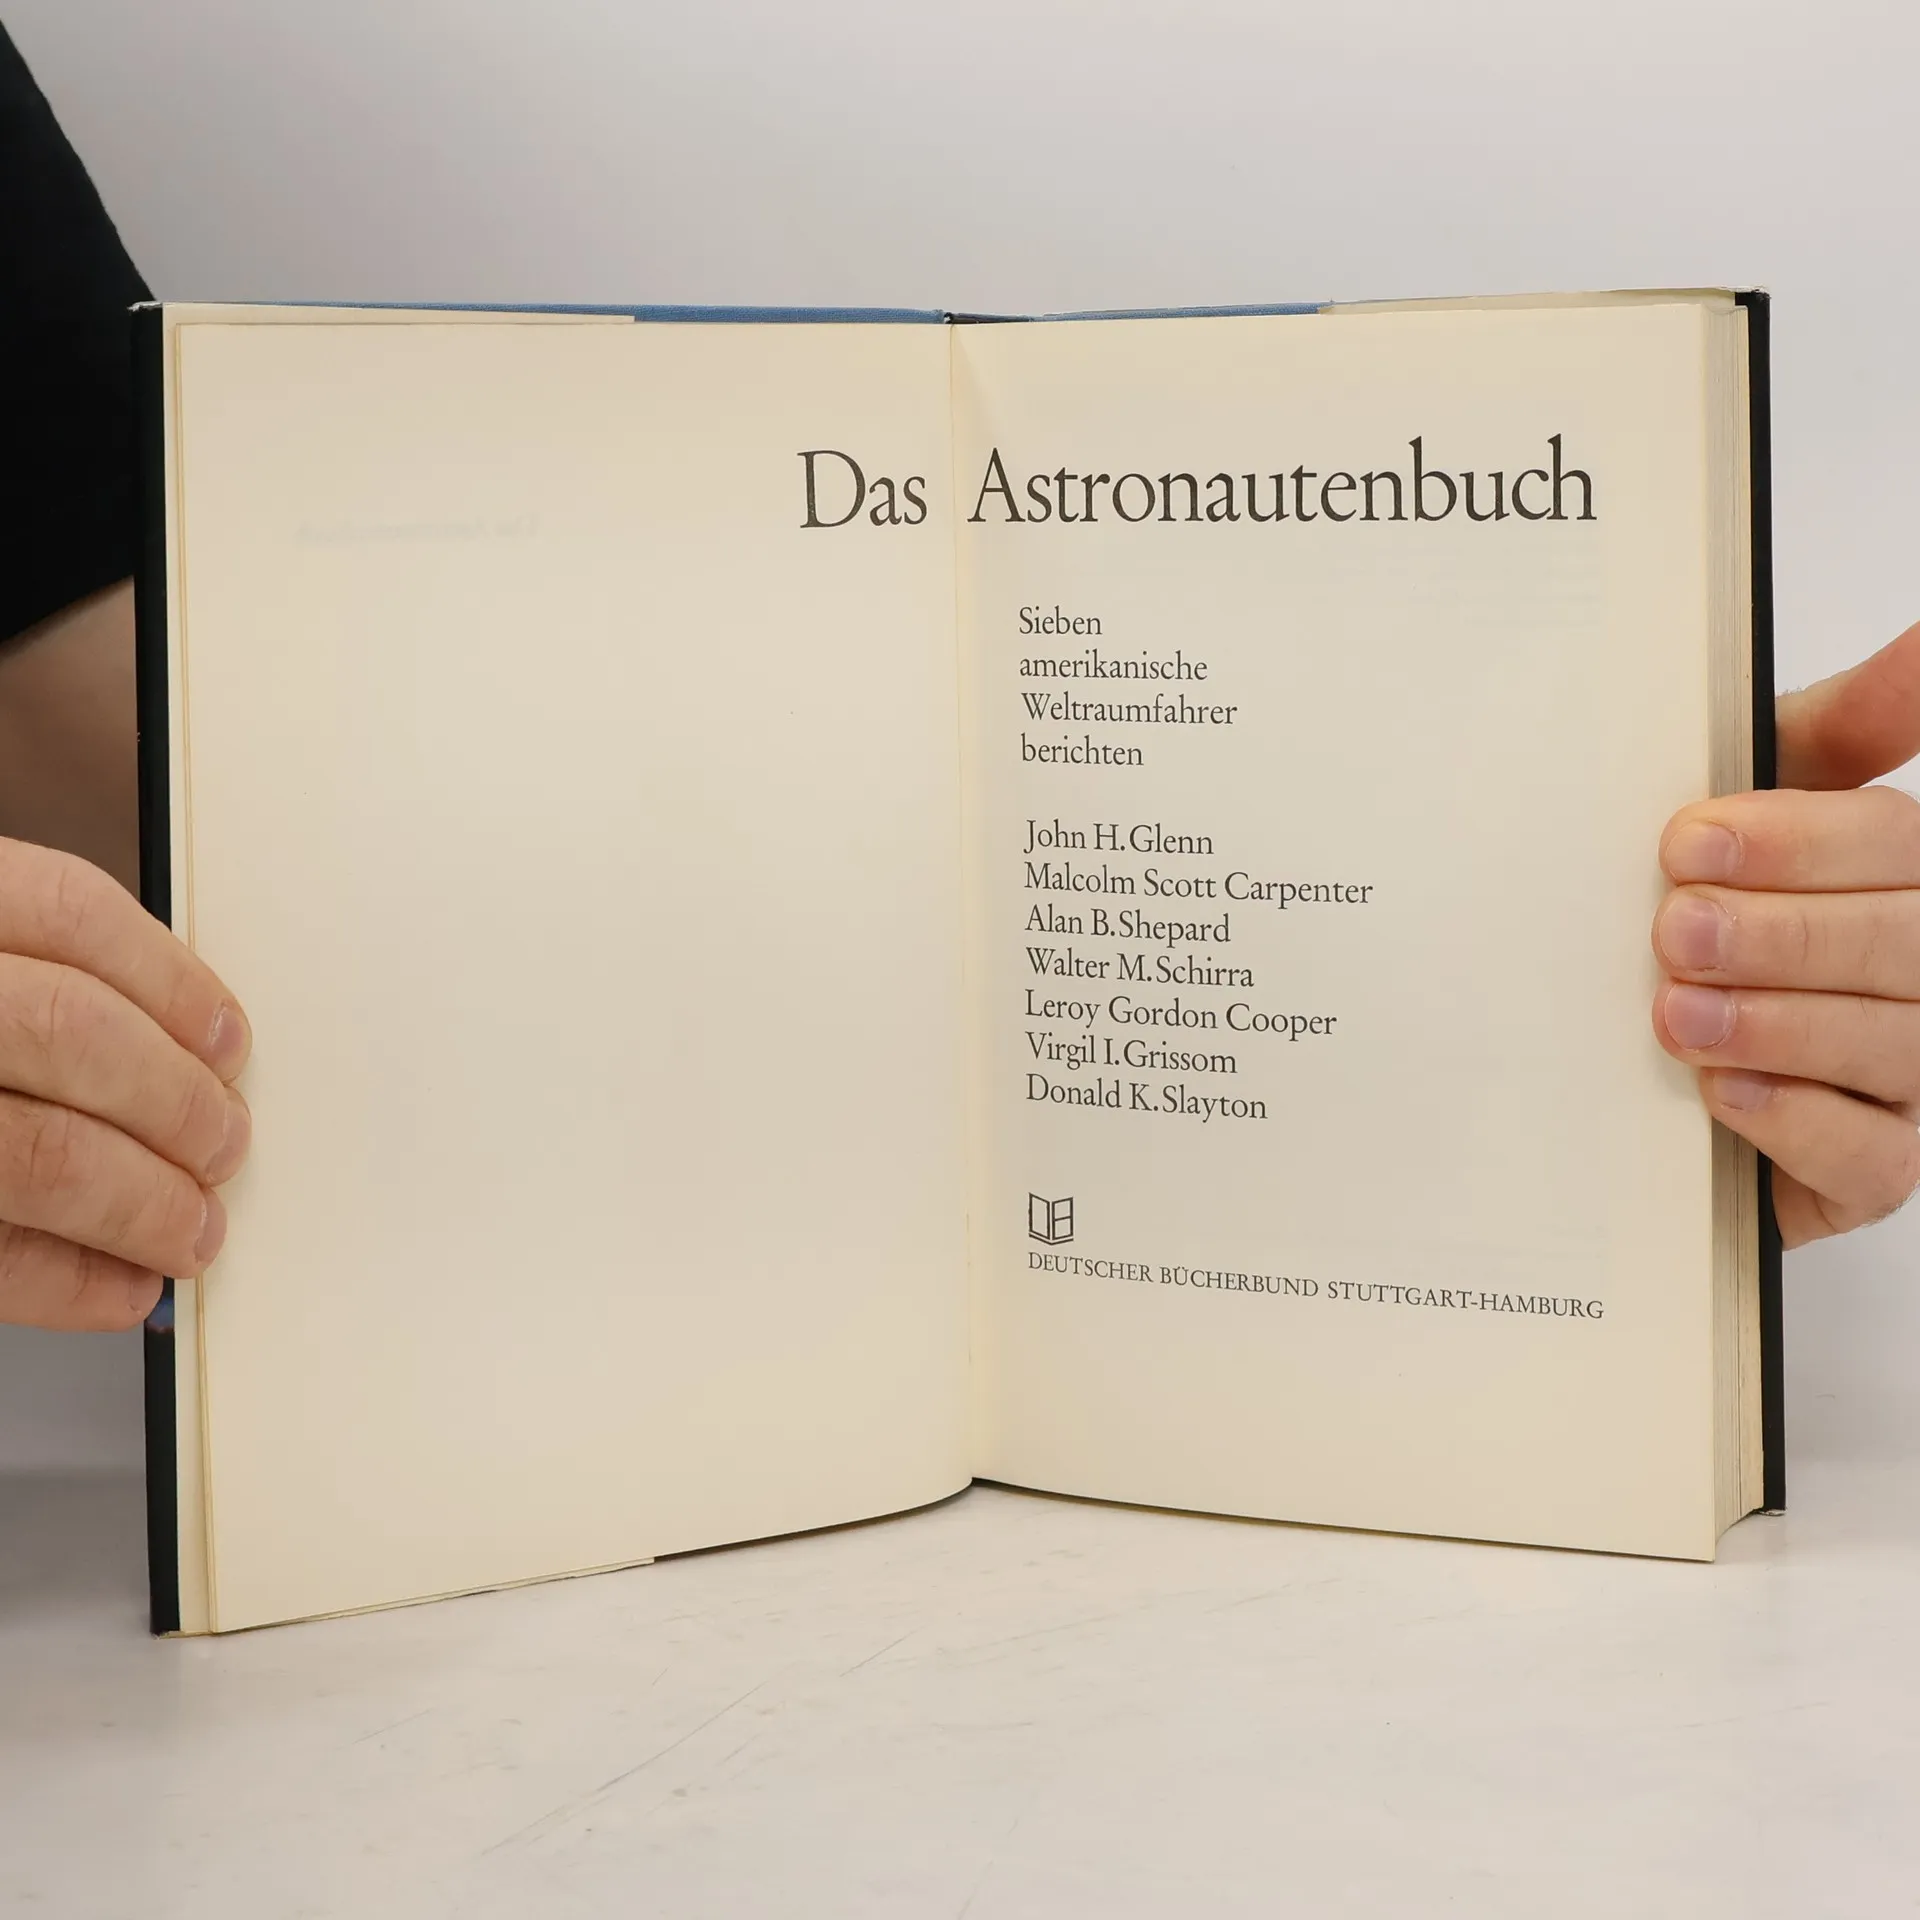 Das Astronautenbuch
Sieben
amerikanische
Weltraumfahrer
berichten
John H. Glenn
Malcolm Scott Carpenter
Alan B. Shepard
Walter M. Schirra
Leroy Gordon Cooper
Virgil I. Grissom
Donald K. Slayton
DEUTSCHER BÜCHERBUND STUTTGART-HAMBURG